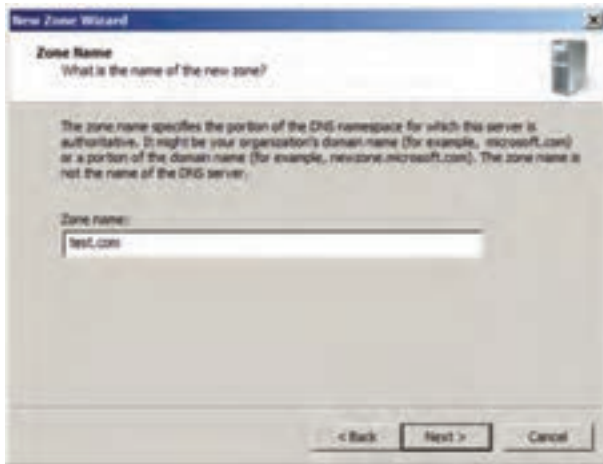 New Zone Wizard
Zone Name
What is the name of the new zone?
The zone name specifies the portion of the DNS namespace for which this server is
authoritative. It might be your organization's domain name (for example, microsoft.com)
or a portion of the domain name (for example, newzone.microsoft.com). The zone name is
not the name of the DNS server.
Zone name:
test.com
< Back
Next >
Cancel